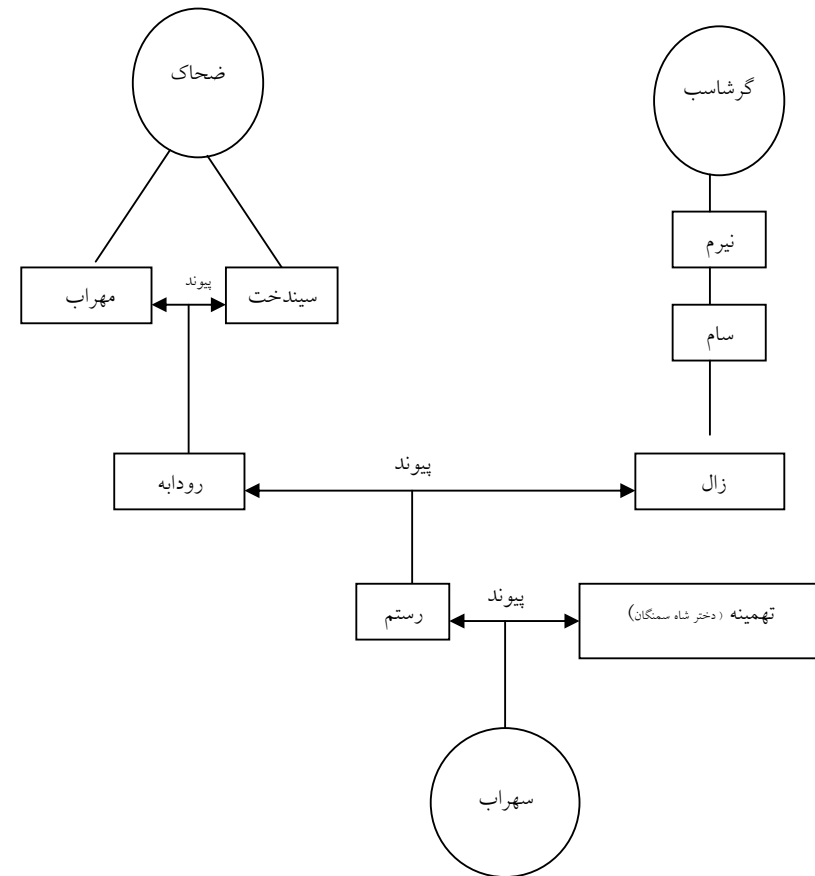 ضحاک
گرشاسب
نیرم
مهراب
پیوند
سیندخت
سام
پیوند
رودابه
زال
رستم
پیوند
تهمینه ( دختر شاه سمنگان)
سهراب